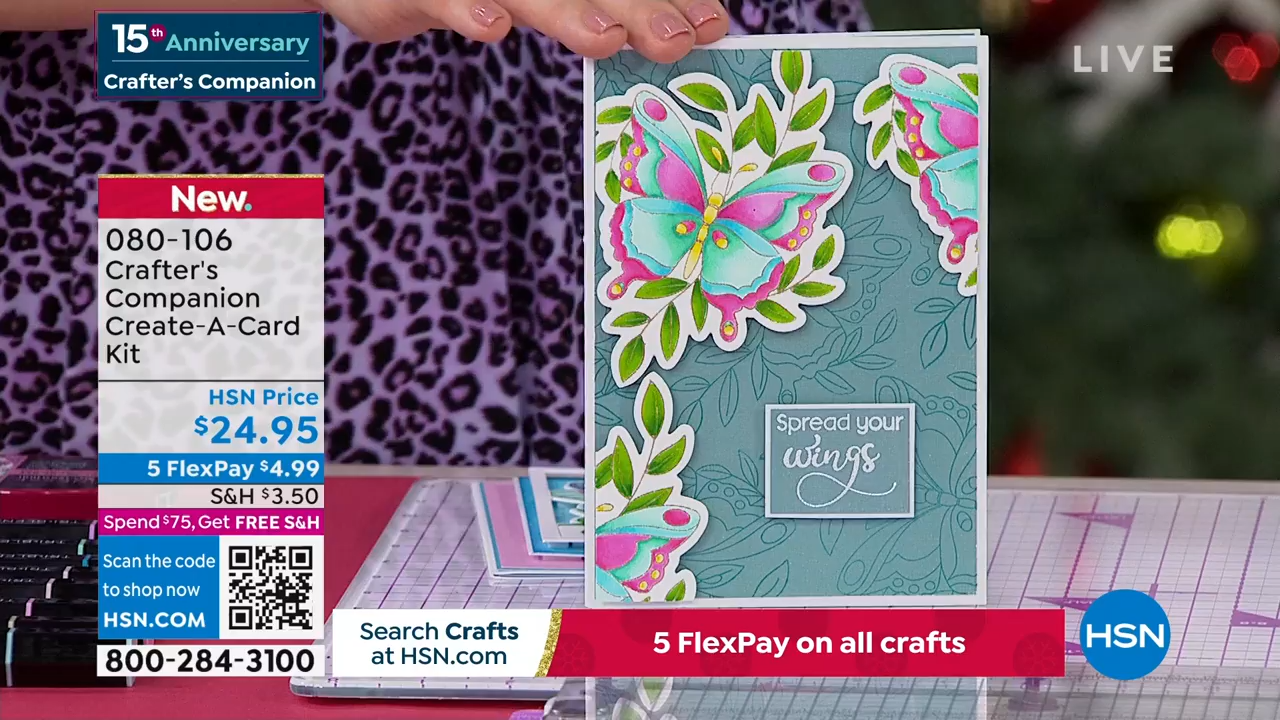 15th Anniversary
Crafter's Companion
LIVE
New.
080-106
Crafter's
Companion
Create-A-Card
Kit
HSN Price
$24.95
5 FlexPay $4.99
S&H $3.50
Spend $75, Get FREE S&H
Scan the code
to shop now
HSN.COM
800-284-3100
Spread your
wings
Search Crafts
at HSN.com
5 FlexPay on all crafts
HSN